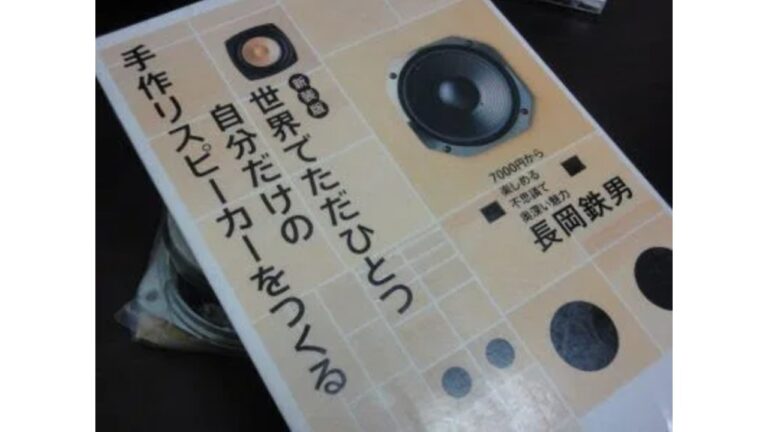 新装版
世界でただひとつ
自分だけの
手作りスピーカーをつくる
7000円から
楽しめる
不思議で
奥深い魅力
長岡鉄男